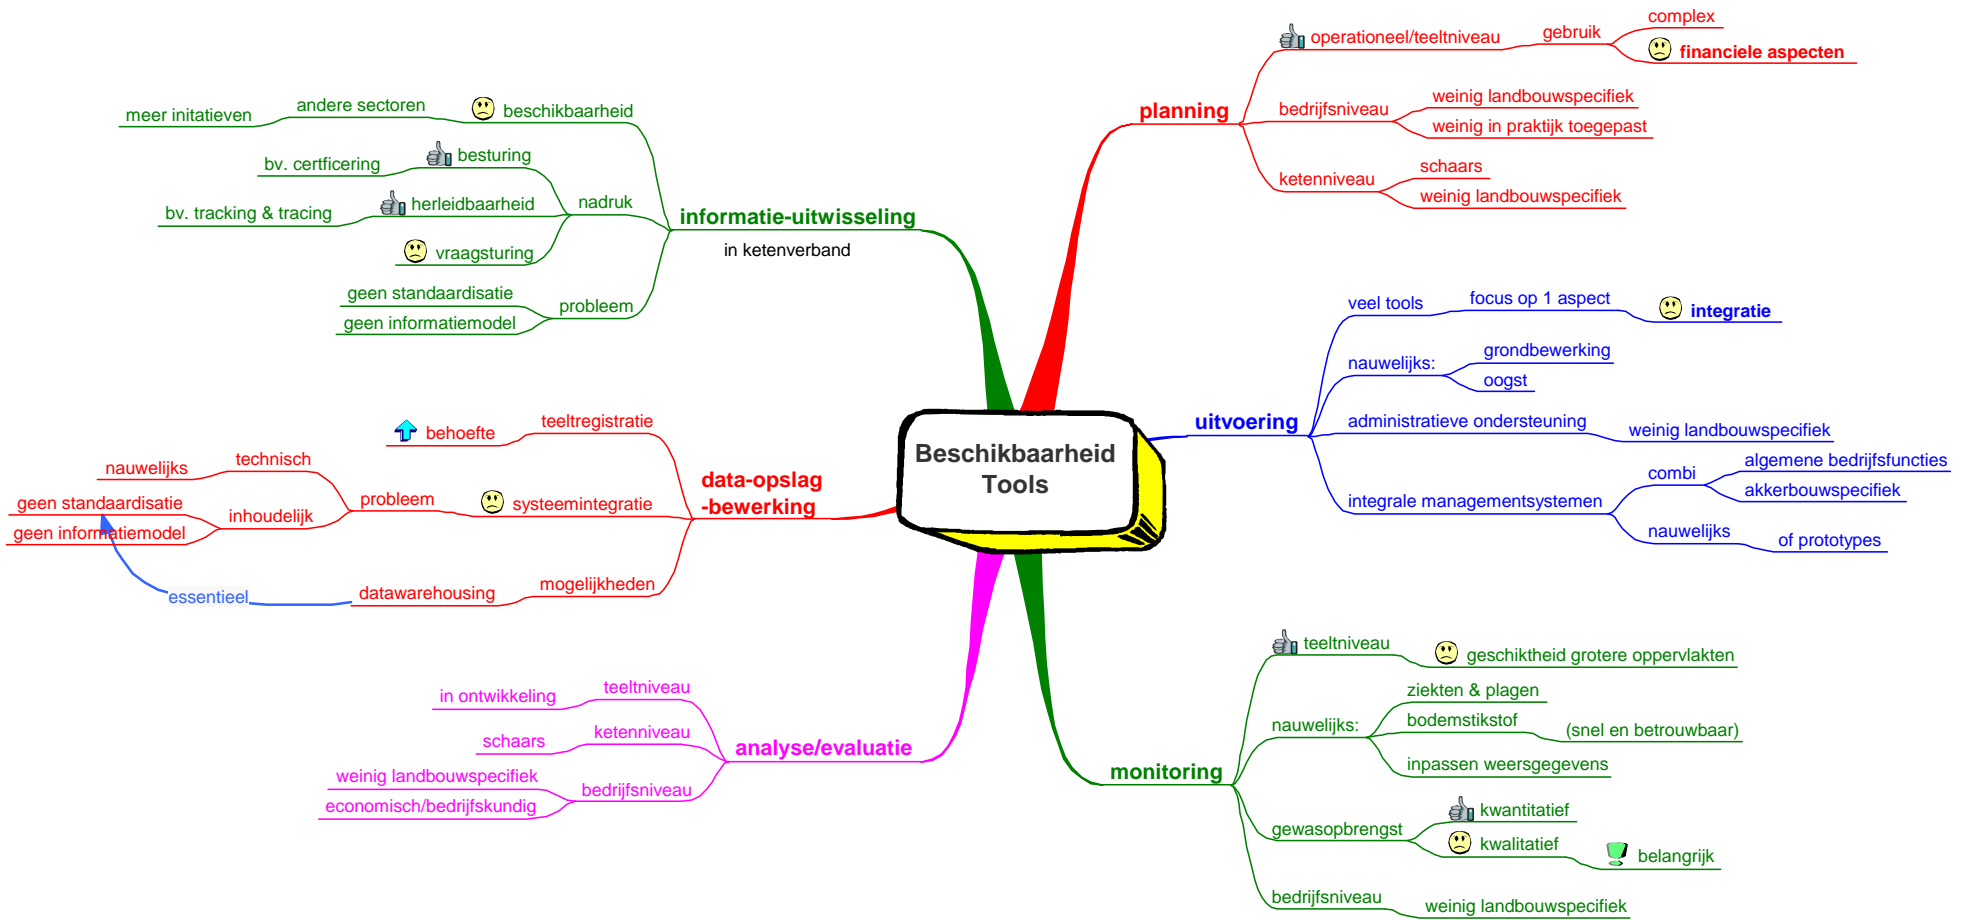 Beschikbaarheid
Tools
planning
operationeel/teeltniveau
gebruik
complex
financiele aspecten
bedrijfsniveau
weinig landbouwspecifiek
weinig in praktijk toegepast
ketenniveau
schaars
weinig landbouwspecifiek
uitvoering
veel tools
focus op 1 aspect
integratie
nauwelijks:
grondbewerking
oogst
administratieve ondersteuning
weinig landbouwspecifiek
integrale managementsystemen
combi
algemene bedrijfsfuncties
akkerbouwspecifiek
nauwelijks
of prototypes
monitoring
teeltniveau
geschiktheid grotere oppervlakten
nauwelijks:
ziekten & plagen
bodemstikstof
(snel en betrouwbaar)
inpassen weersgegevens
gewasopbrengst
kwantitatief
kwalitatief
belangrijk
bedrijfsniveau
weinig landbouwspecifiek
informatie-uitwisseling
in ketenverband
beschikbaarheid
andere sectoren
meer initatieven
nadruk
besturing
bv. certficering
herleidbaarheid
bv. tracking & tracing
vraagsturing
probleem
geen standaardisatie
geen informatiemodel
data-opslag
-bewerking
teeltregistratie
behoefte
systeemintegratie
probleem
technisch
nauwelijks
inhoudelijk
geen standaardisatie
geen informatiemodel
mogelijkheden
datawarehousing
essentieel
analyse/evaluatie
teeltniveau
in ontwikkeling
ketenniveau
schaars
bedrijfsniveau
weinig landbouwspecifiek
economisch/bedrijfskundig